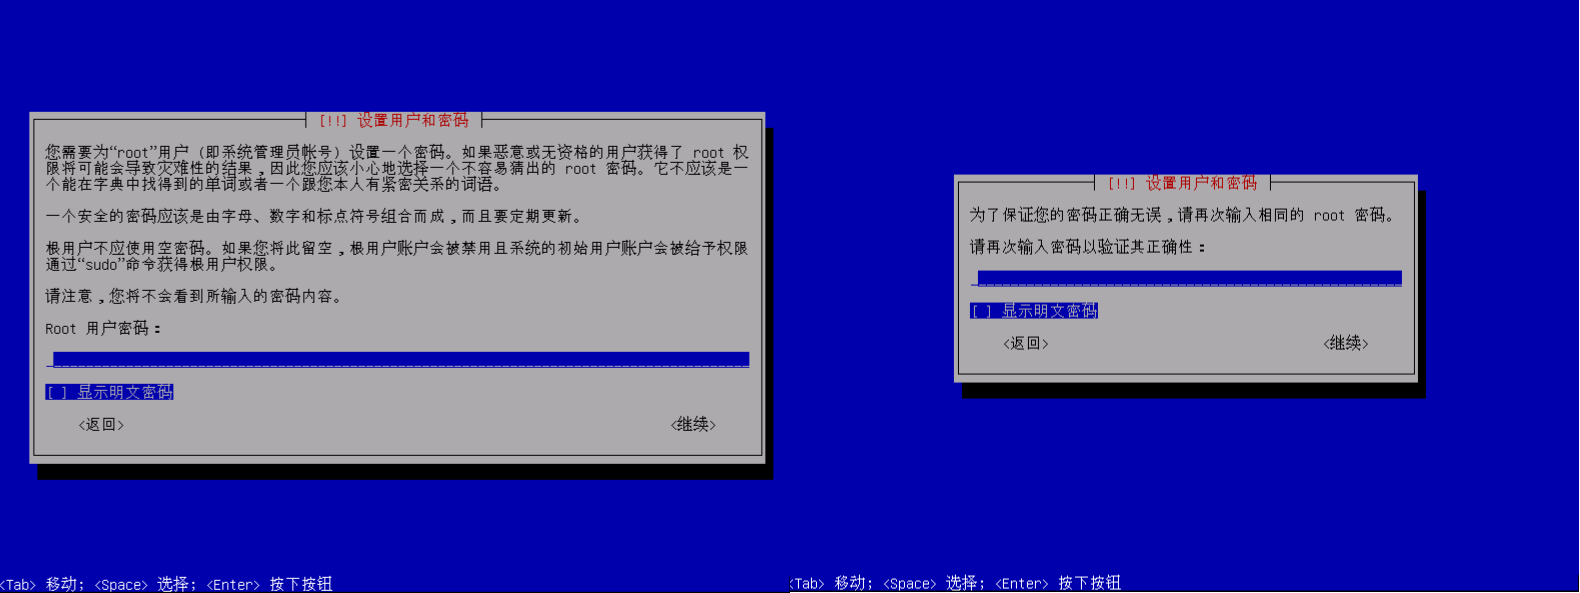 [!!] 设置用户和密码
您需要为“root”用户 (即系统管理员帐号) 设置一个密码。如果恶意或无资格的用户获得了 root 权
限将可能会导致灾难性的结果，因此您应该小心地选择一个不容易猜出的 root 密码。它不应该是一
个能在字典中找得到的单词或者一个跟您本人有紧密关系的词语。
一个安全的密码应该是由字母、数字和标点符号组合而成，而且要定期更新。
根用户不应使用空密码。如果您将此留空，根用户账户会被禁用且系统的初始用户账户会被给予权限
通过“sudo”命令获得根用户权限。
请注意，您将不会看到所输入的密码内容。
Root 用户密码：
[ ] 显示明文密码
<返回> <继续>
<Tab> 移动; <Space> 选择; <Enter> 按下按钮
[!!] 设置用户和密码
为了保证您的密码正确无误，请再次输入相同的 root 密码。
请再次输入密码以验证其正确性：
[ ] 显示明文密码
<返回> <继续>
<Tab> 移动; <Space> 选择; <Enter> 按下按钮